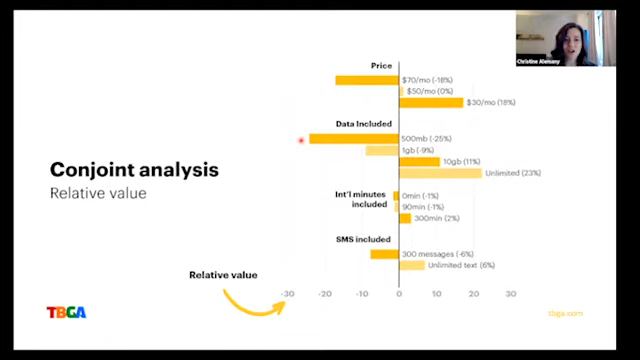 Christine Alemany
Price
$70/mo (-18%)
$50/mo (0%)
$30/mo (18%)
Data Included
500mb (-25%)
1gb (-9%)
10gb (11%)
Unlimited (23%)
Conjoint analysis
Relative value
Int'l minutes
included
0min (-1%)
90min (-1%)
300min (2%)
SMS included
300 messages (-6%)
Unlimited text (6%)
Relative value
-30 -20 -10 0 10 20 30
TBGA
tbga.com